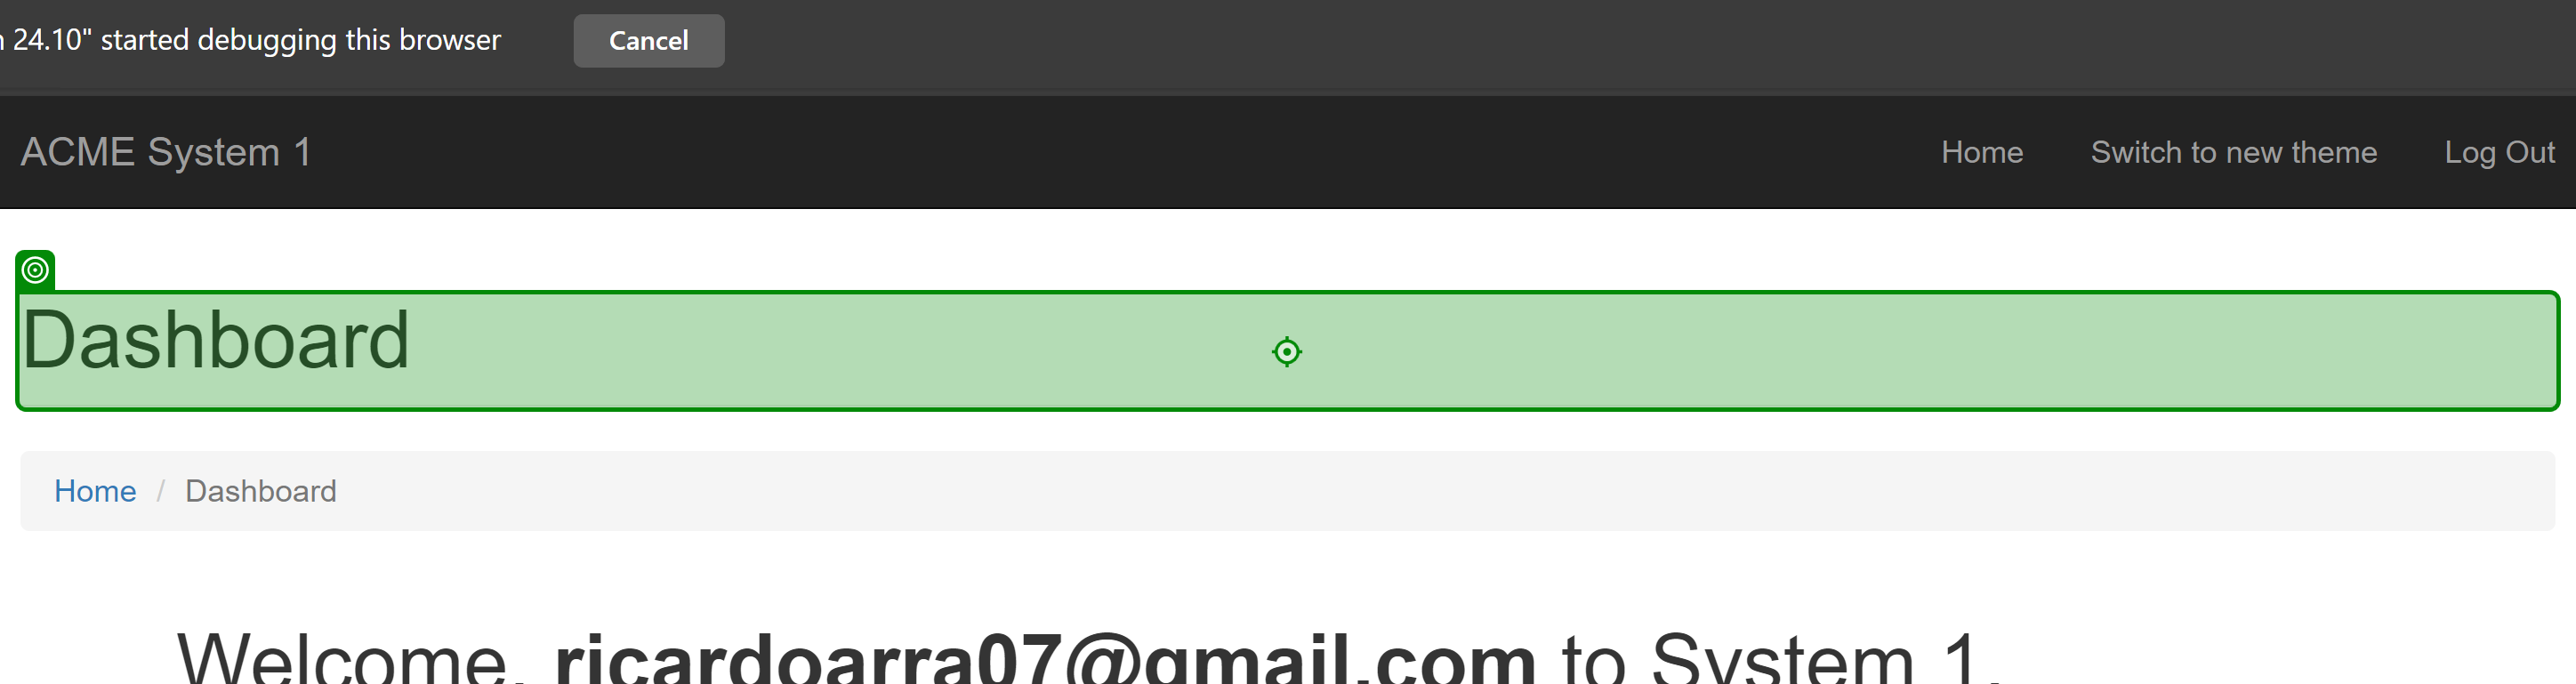 24.10" started debugging this browser
Cancel
ACME System 1
Home
Switch to new theme
Log Out
Dashboard
Home / Dashboard
Welcome, ricardoarra07@gmail.com to System 1.